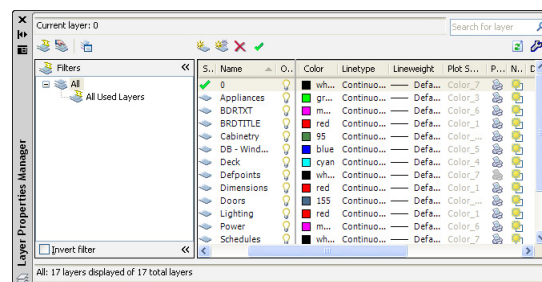 Current layer: 0
Search for layer
Filters
All
All Used Layers
Invert filter
S.. Name O.. Color Linetype Lineweight Plot S... P... N.. D
0 wh... Continuo... Defa... Color_7
Appliances gr... Continuo... Defa... Color_3
BDRTXT m... Continuo... Defa... Color_6
BRDTITLE red Continuo... Defa... Color_1
Cabinetry 95 Continuo... Defa... Color_...
DB - Wind... blue Continuo... Defa... Color_5
Deck cyan Continuo... Defa... Color_4
Defpoints wh... Continuo... Defa... Color_7
Dimensions red Continuo... Defa... Color_1
Doors 155 Continuo... Defa... Color_...
Lighting red Continuo... Defa... Color_1
Power m... Continuo... Defa... Color_6
Schedules wh... Continuo... Defa... Color_7
All: 17 layers displayed of 17 total layers
Layer Properties Manager